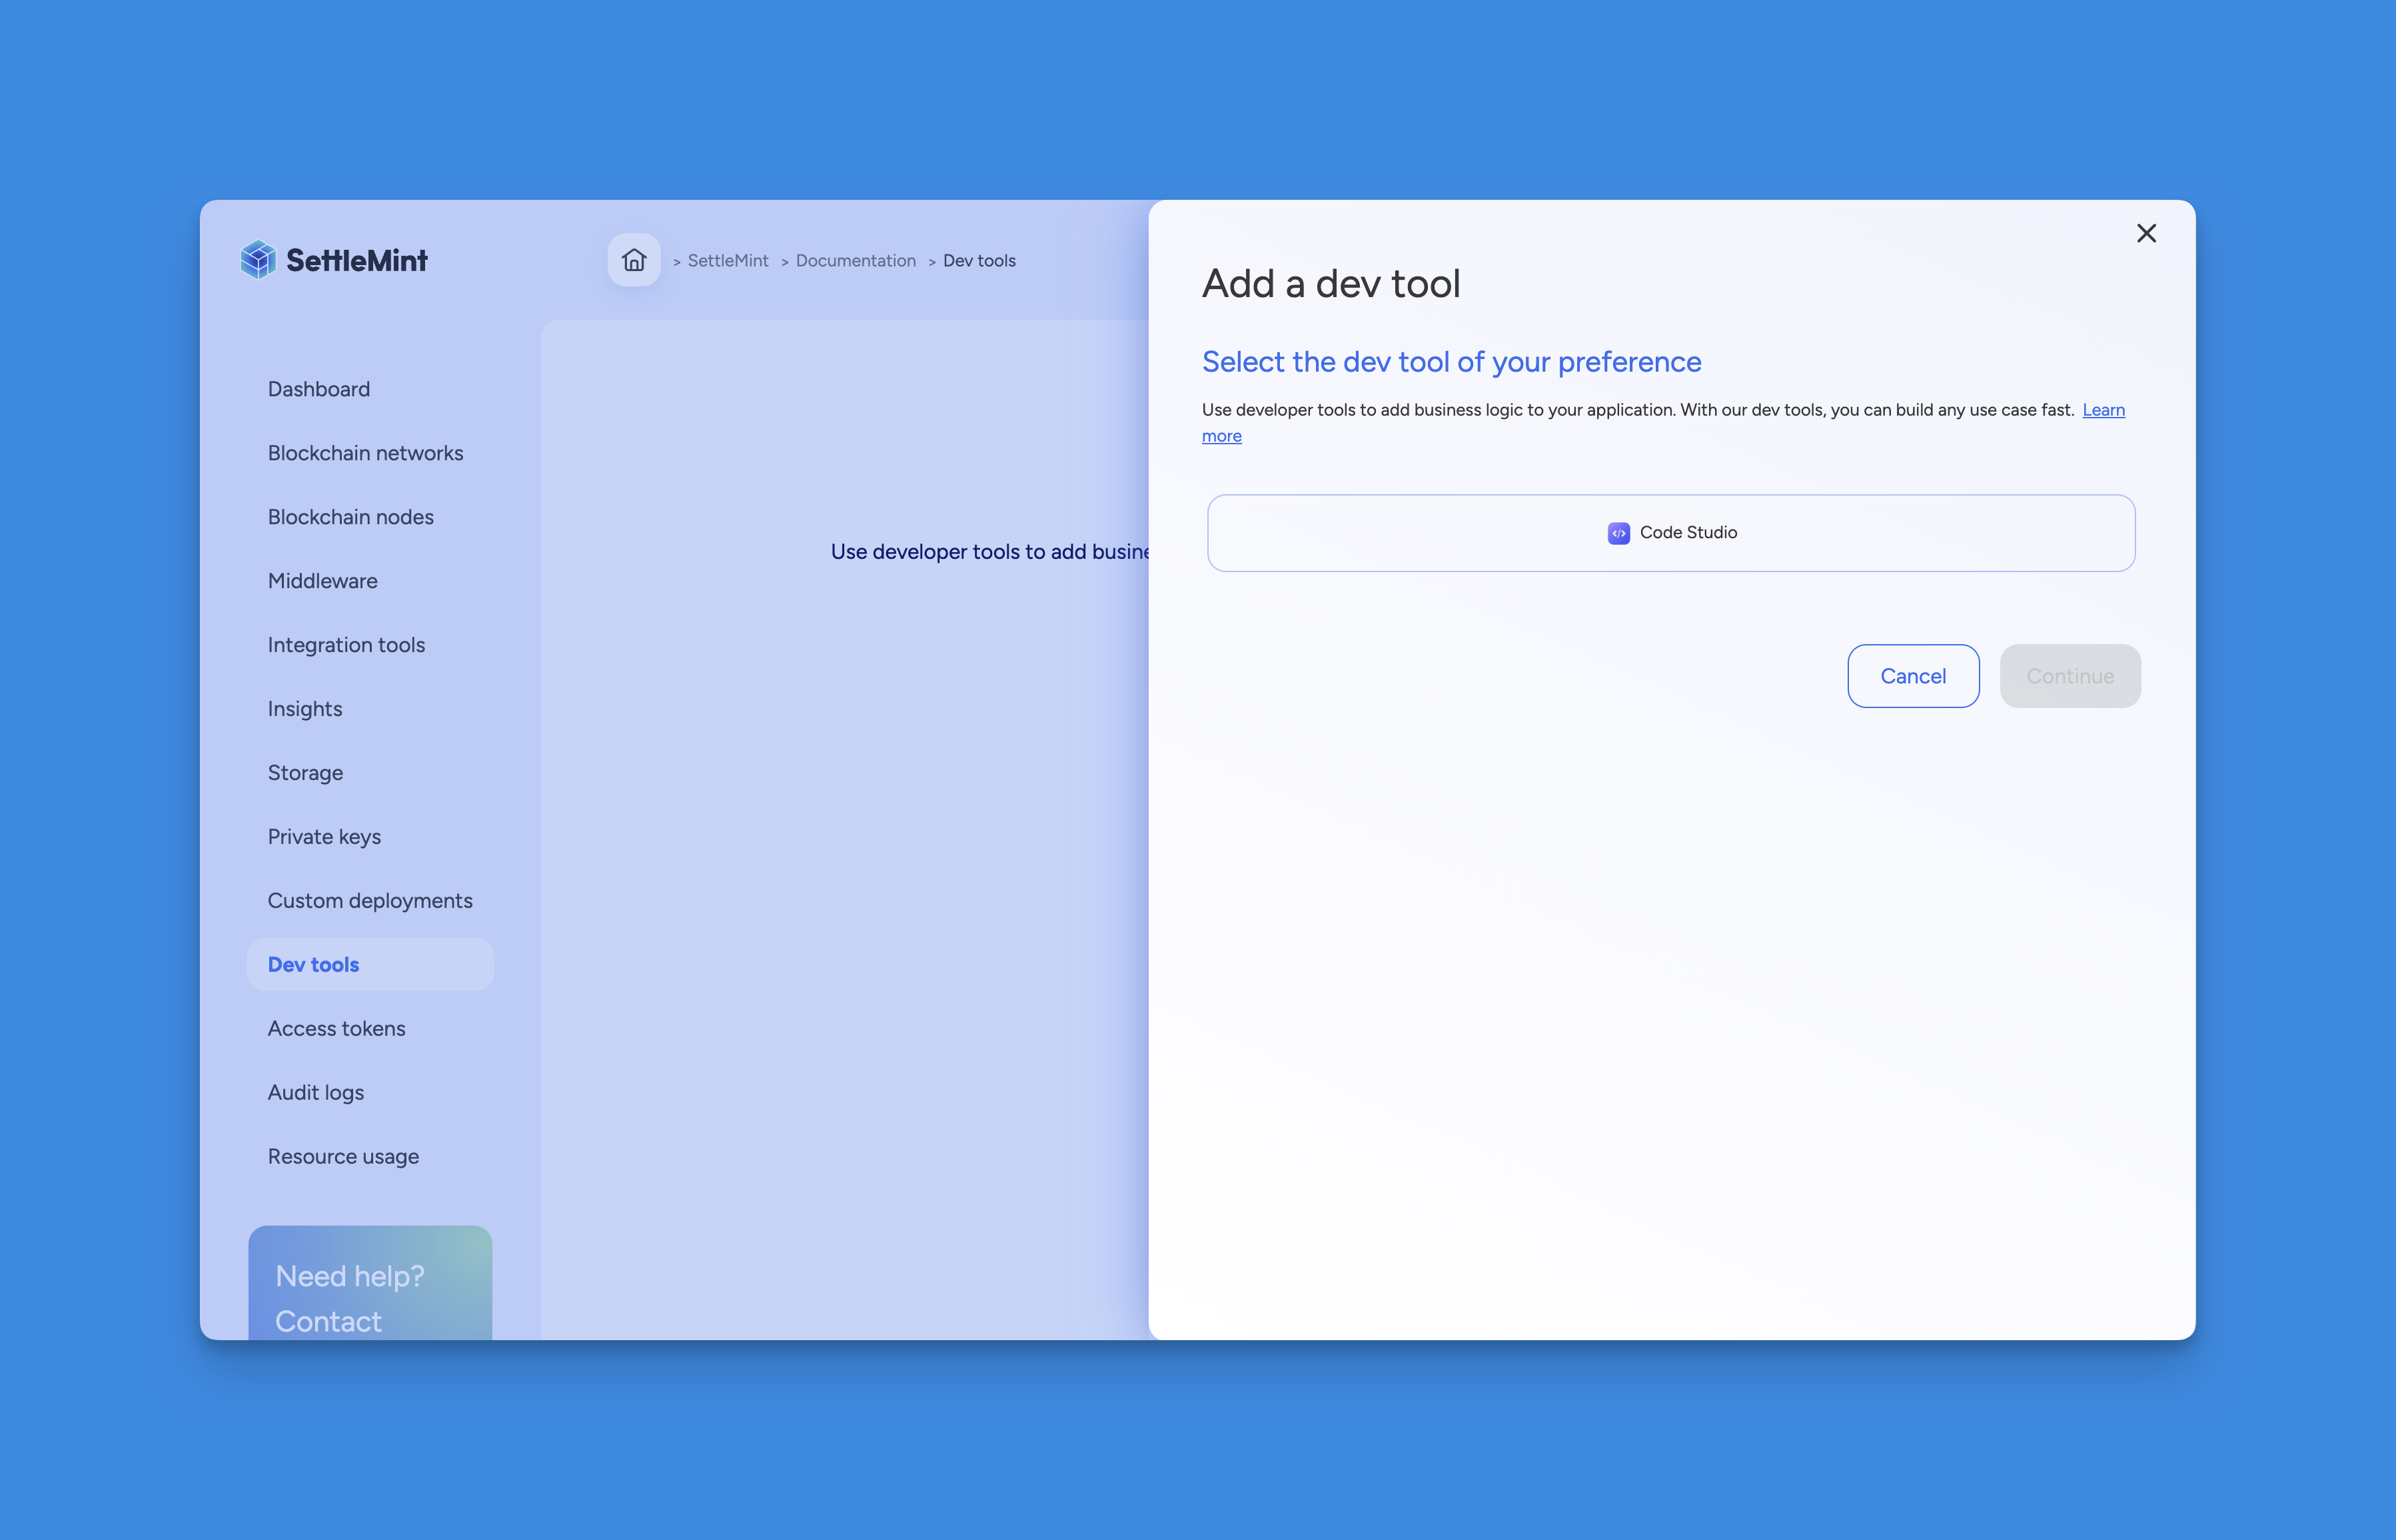 SettleMint
> SettleMint > Documentation > Dev tools
Dashboard
Blockchain networks
Blockchain nodes
Middleware
Integration tools
Insights
Storage
Private keys
Custom deployments
Dev tools
Access tokens
Audit logs
Resource usage
Need help?
Contact
Use developer tools to add busine
Add a dev tool
Select the dev tool of your preference
Use developer tools to add business logic to your application. With our dev tools, you can build any use case fast. Learn
more
Code Studio
Cancel
Continue